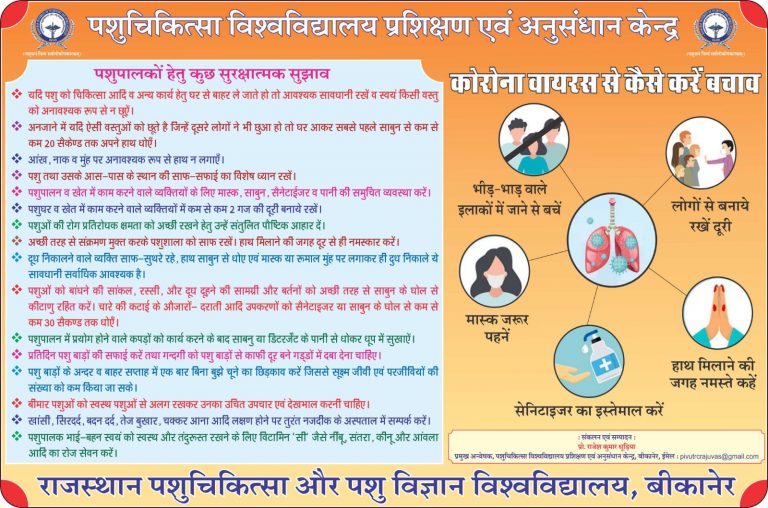 पशुचिकित्सा विश्वविद्यालय प्रशिक्षण एवं अनुसंधान केन्द्र
पशुपालकों हेतु कुछ सुरक्षात्मक सुझाव
❖ यदि पशु को चिकित्सा आदि व अन्य कार्य हेतु घर से बाहर ले जाते हो तो आवश्यक सावधानी रखें व स्वयं किसी वस्तु
को अनावश्यक रूप से न छूऐं।
❖ अनजाने में यदि ऐसी वस्तुओं को छूते है जिन्हें दूसरे लोगों ने भी छुआ हो तो घर आकर सबसे पहले साबुन से कम से
कम 20 सैकेण्ड तक अपने हाथ धोएँ।
❖ आंख, नाक व मुंह पर अनावश्यक रूप से हाथ न लगाएँ।
❖ पशु तथा उसके आस-पास के स्थान की साफ-सफाई का विशेष ध्यान रखें।
❖ पशुपालन व खेत में काम करने वाले व्यक्तियों के लिए मास्क, साबुन, सैनेटाईजर व पानी की समुचित व्यवस्था करें।
❖ पशुघर व खेत में काम करने वाले व्यक्तियों में कम से कम 2 गज की दूरी बनाये रखें।
❖ पशुओं की रोग प्रतिरोधक क्षमता को अच्छी रखने हेतु उन्हें संतुलित पौष्टिक आहार दें।
❖ अच्छी तरह से संक्रमण मुक्त करके पशुशाला को साफ रखें। हाथ मिलाने की जगह दूर से ही नमस्कार करें।
❖ दूध निकालने वाले व्यक्ति साफ-सुथरे रहे, हाथ साबुन से धोए एवं मास्क या रूमाल मुंह पर लगाकर ही दुध निकाले ये
सावधानी सर्वाधिक आवश्यक है।
❖ पशुओं को बांधने की सांकल, रस्सी, और दूध दूहने की सामग्री और बर्तनों को अच्छी तरह से साबुन के घोल से
कीटाणु रहित करें। चारे की कटाई के औजारों- दराती आदि उपकरणों को सैनेटाइजर या साबुन के घोल से कम से
कम 30 सैकण्ड तक धोएँ।
❖ पशुपालन में प्रयोग होने वाले कपड़ों को कार्य करने के बाद साबनु या डिटरर्जेंट के पानी से धोकर धूप में सुखाऐं।
❖ प्रतिदिन पशु बाड़ों की सफाई करें तथा गन्दगी को पशु बाड़ों से काफी दूर बने गड्डों में दबा देना चाहिए।
❖ पशु बाड़ों के अन्दर व बाहर सप्ताह में एक बार बिना बुझे चूने का छिड़काव करें जिससे सूक्ष्म जीवी एवं परजीवियों की
संख्या को कम किया जा सके।
❖ बीमार पशुओं को स्वस्थ पशुओं से अलग रखकर उनका उचित उपचार एवं देखभाल करनी चाहिए।
❖ खांसी, सिरदर्द, बदन दर्द, तेज बुखार, चक्कर आना आदि लक्षण होने पर तुरंत नजदीक के अस्पताल में सम्पर्क करें।
❖ पशुपालक भाई-बहन स्वयं को स्वस्थ और तंदुरूस्त रखने के लिए विटामिन 'सी' जैसे नींबू, संतरा, कीनू और आंवला
आदि का रोज सेवन करें।
कोरोना वायरस से कैसे करें बचाव
भीड़-भाड़ वाले
इलाकों में जाने से बचें
लोगों से बनाये
रखें दूरी
मास्क जरूर
पहनें
हाथ मिलाने की
जगह नमस्ते कहें
सेनिटाइजर का इस्तेमाल करें
: संकलन एवं सम्पादन :
प्रो. राजेश कुमार धूड़िया
प्रमुख अन्वेषक, पशुचिकित्सा विश्वविद्यालय प्रशिक्षण एवं अनुसंधान केन्द्र, बीकानेर, ईमेल : pivutrcrajuvas@gmail.com
राजस्थान पशुचिकित्सा और पशु विज्ञान विश्वविद्यालय, बीकानेर